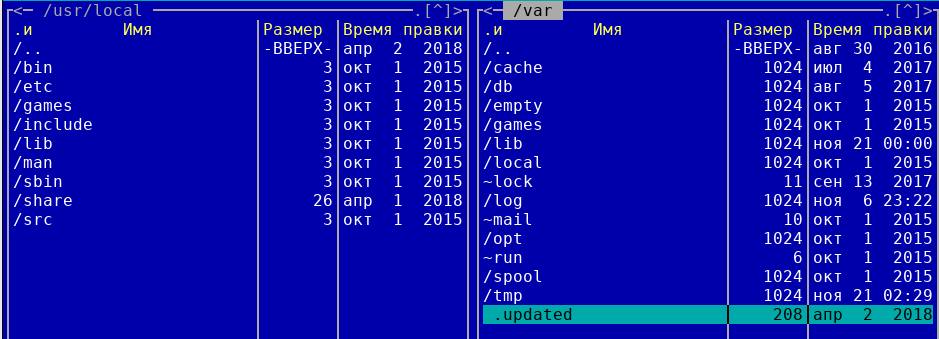 <─ /usr/local ─.[^]>
.и Имя Размер Время правки
/.. -ВВЕРХ- апр 2 2018
/bin 3 окт 1 2015
/etc 3 окт 1 2015
/games 3 окт 1 2015
/include 3 окт 1 2015
/lib 3 окт 1 2015
/man 3 окт 1 2015
/sbin 3 окт 1 2015
/share 26 апр 1 2018
/src 3 окт 1 2015
<─ /var ─.[^]>
.и Имя Размер Время правки
/.. -ВВЕРХ- авг 30 2016
/cache 1024 июл 4 2017
/db 1024 авг 5 2017
/empty 1024 окт 1 2015
/games 1024 окт 1 2015
/lib 1024 ноя 21 00:00
/local 1024 окт 1 2015
~lock 11 сен 13 2017
/log 1024 ноя 6 23:22
~mail 10 окт 1 2015
/opt 1024 окт 1 2015
~run 6 окт 1 2015
/spool 1024 окт 1 2015
/tmp 1024 ноя 21 02:29
.updated 208 апр 2 2018